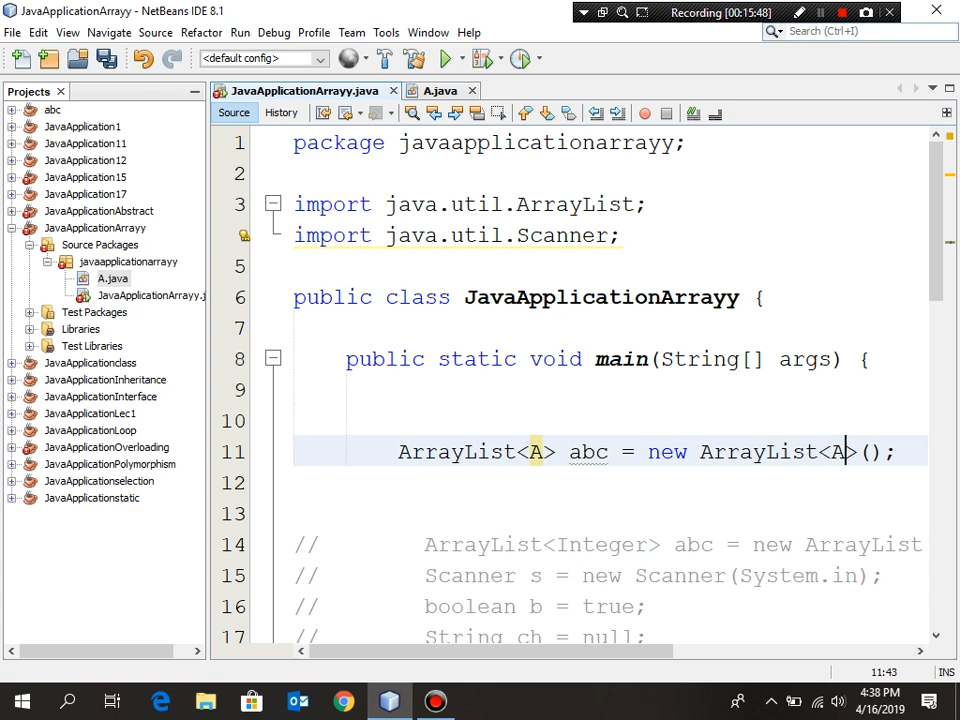 JavaApplicationArrayy - NetBeans IDE 8.1
Recording [00:15:48]
File Edit View Navigate Source Refactor Run Debug Profile Team Tools Window Help
Search (Ctrl+I)
<default config>
Projects
JavaApplicationArrayy.java
A.java
Source History
abc
JavaApplication1
JavaApplication11
JavaApplication12
JavaApplication15
JavaApplication17
JavaApplicationAbstract
JavaApplicationArrayy
Source Packages
javaapplicationarrayy
A.java
JavaApplicationArrayy.j
Test Packages
Libraries
Test Libraries
JavaApplicationclass
JavaApplicationInheritance
JavaApplicationInterface
JavaApplicationLec1
JavaApplicationLoop
JavaApplicationOverloading
JavaApplicationPolymorphism
JavaApplicationselection
JavaApplicationstatic
1 package javaapplicationarrayy;
2
3 import java.util.ArrayList;
import java.util.Scanner;
5
6 public class JavaApplicationArrayy {
7
8 public static void main(String[] args) {
9
10
11 ArrayList<A> abc = new ArrayList<A>();
12
13
14 // ArrayList<Integer> abc = new ArrayList
15 // Scanner s = new Scanner(System.in);
16 // boolean b = true;
17 // String ch = null;
11:43 INS
4:38 PM
4/16/2019